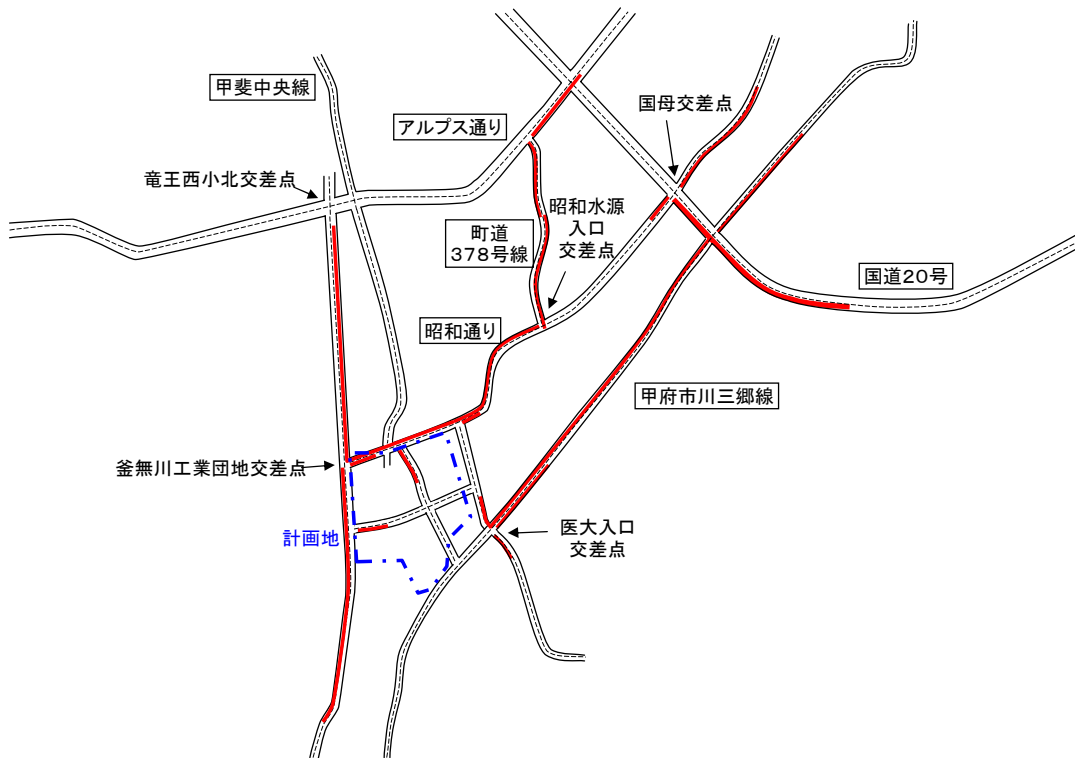 甲斐中央線
アルプス通り
国母交差点
竜王西小北交差点
昭和水源
入口
交差点
町道
378号線
国道20号
昭和通り
甲府市川三郷線
釜無川工業団地交差点
計画地
医大入口
交差点